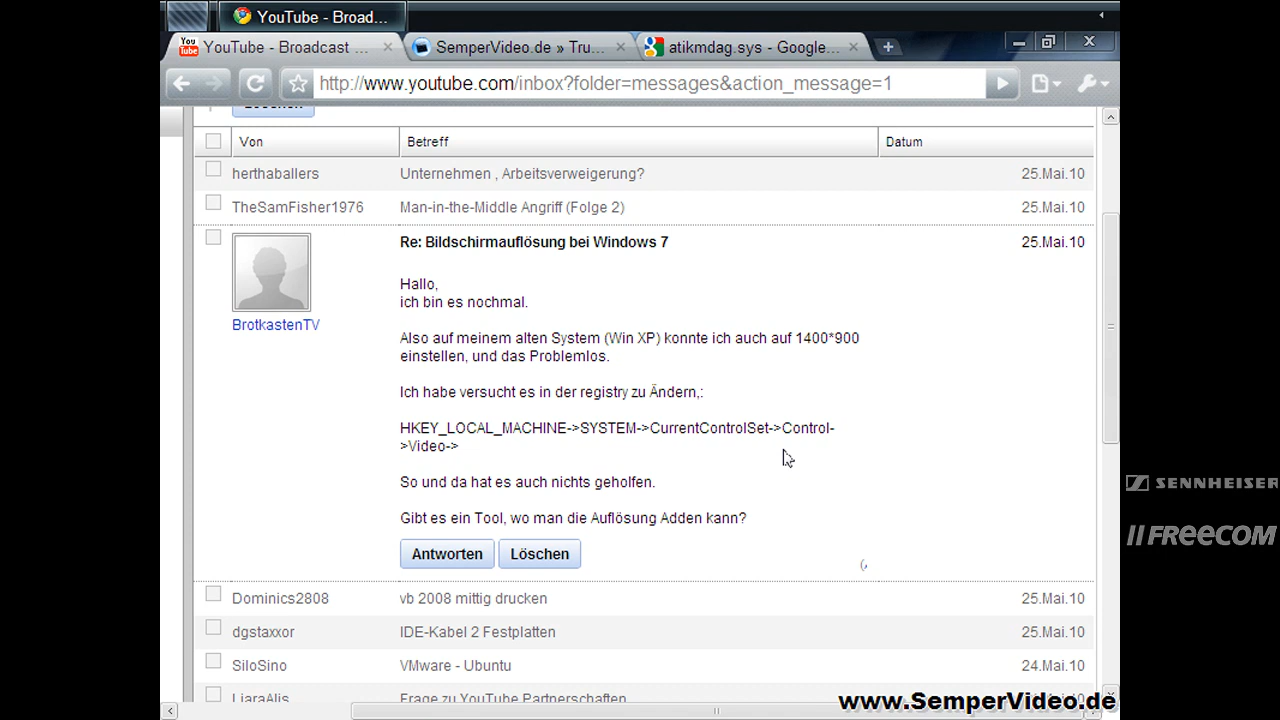 YouTube - Broad...
YouTube - Broadcast ...
SemperVideo.de » Tru...
atikmdag.sys - Google...
http://www.youtube.com/inbox?folder=messages&action_message=1
Löschen
Von Betreff Datum
herthaballers Unternehmen , Arbeitsverweigerung? 25.Mai.10
TheSamFisher1976 Man-in-the-Middle Angriff (Folge 2) 25.Mai.10
Re: Bildschirmauflösung bei Windows 7 25.Mai.10
BrotkastenTV
Hallo,
ich bin es nochmal.
Also auf meinem alten System (Win XP) konnte ich auch auf 1400*900
einstellen, und das Problemlos.
Ich habe versucht es in der registry zu Ändern,:
HKEY_LOCAL_MACHINE->SYSTEM->CurrentControlSet->Control-
>Video->
So und da hat es auch nichts geholfen.
Gibt es ein Tool, wo man die Auflösung Adden kann?
Antworten Löschen
Dominics2808 vb 2008 mittig drucken 25.Mai.10
dgstaxxor IDE-Kabel 2 Festplatten 25.Mai.10
SiloSino VMware - Ubuntu 24.Mai.10
LiaraAlis Frage zu YouTube Partnerschaften
www.SemperVideo.de
SENNHEISER
FREECOM